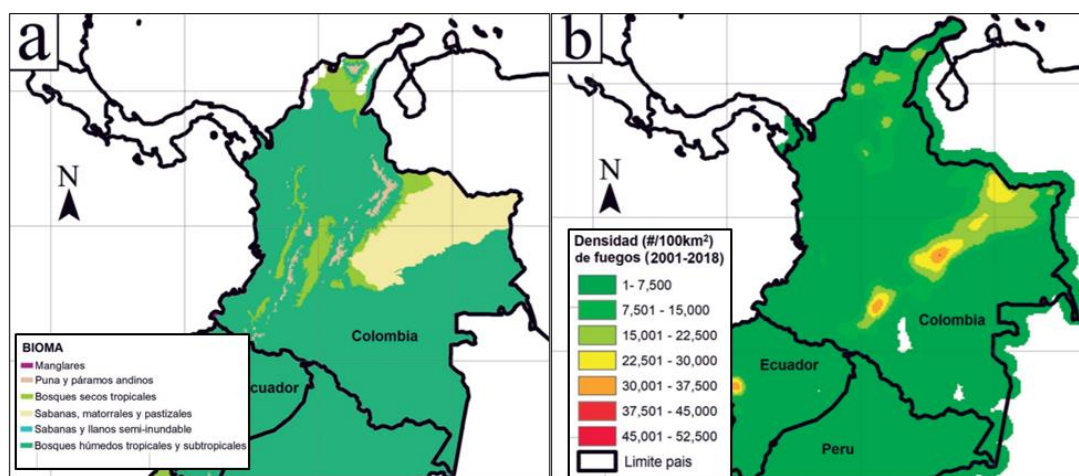 a
N
Colombia
cuador
BIOMA
Manglares
Puna y páramos andinos
Bosques secos tropicales
Sabanas, matorrales y pastizales
Sabanas y llanos semi-inundable
Bosques húmedos tropicales y subtropicales
b
N
Densidad (#/100km²)
de fuegos (2001-2018)
1- 7,500
7,501 - 15,000
15,001 - 22,500
22,501 - 30,000
30,001 - 37,500
37,501 - 45,000
45,001 - 52,500
Limite pais
Colombia
Ecuador
Peru